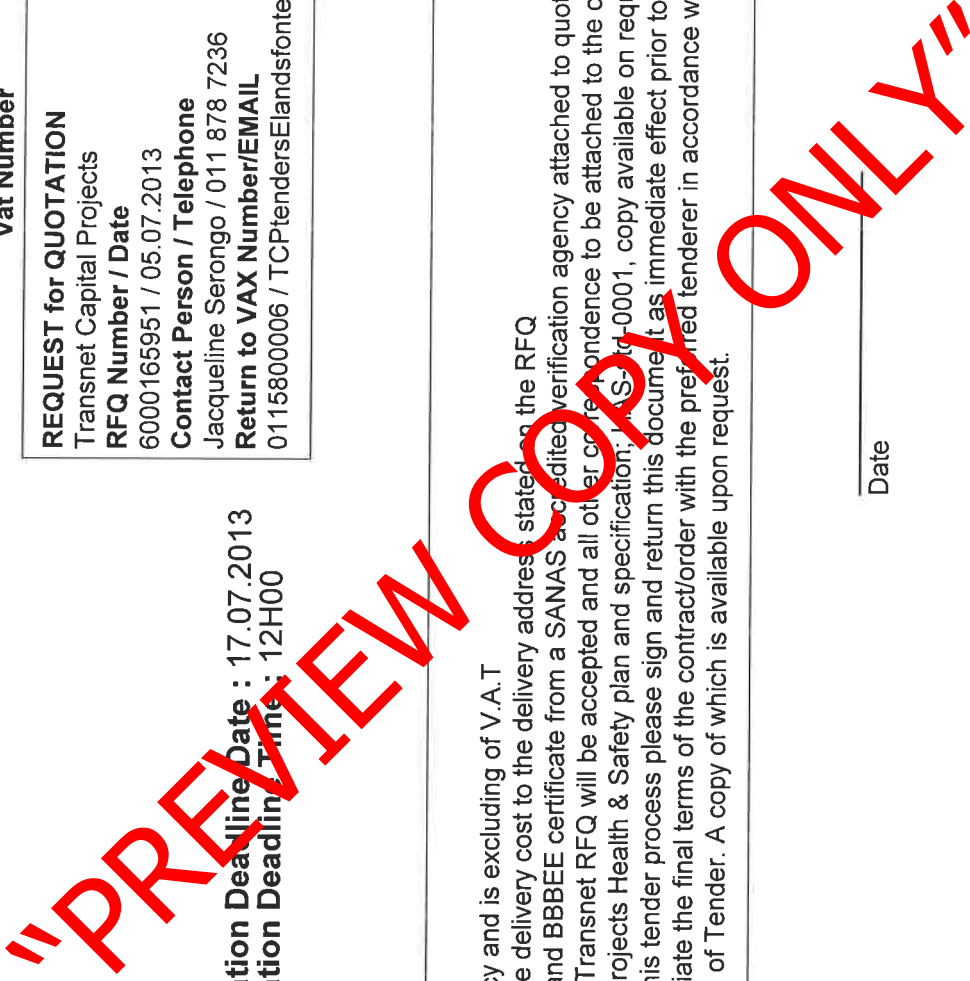 Vat Number
REQUEST for QUOTATION
Transnet Capital Projects
RFQ Number / Date
6000165951 / 05.07.2013
Contact Person / Telephone
Jacqueline Serongo / 011 878 7236
Return to VAX Number/EMAIL
0115800006 / TCPtendersElandsfonte
tion Deadline Date : 17.07.2013
tion Deadline Time : 12H00
cy and is excluding of V.A.T
e delivery cost to the delivery address stated on the RFQ
and BBBEE certificate from a SANAS accredited verification agency attached to quot
Transnet RFQ will be accepted and all other correspondence to be attached to the
rojects Health & Safety plan and specification; HAS-std-0001, copy available on requ
his tender process please sign and return this document as immediate effect prior to
iate the final terms of the contract/order with the preferred tenderer in accordance w
of Tender. A copy of which is available upon request.
Date
"PREVIEW COPY ONLY"